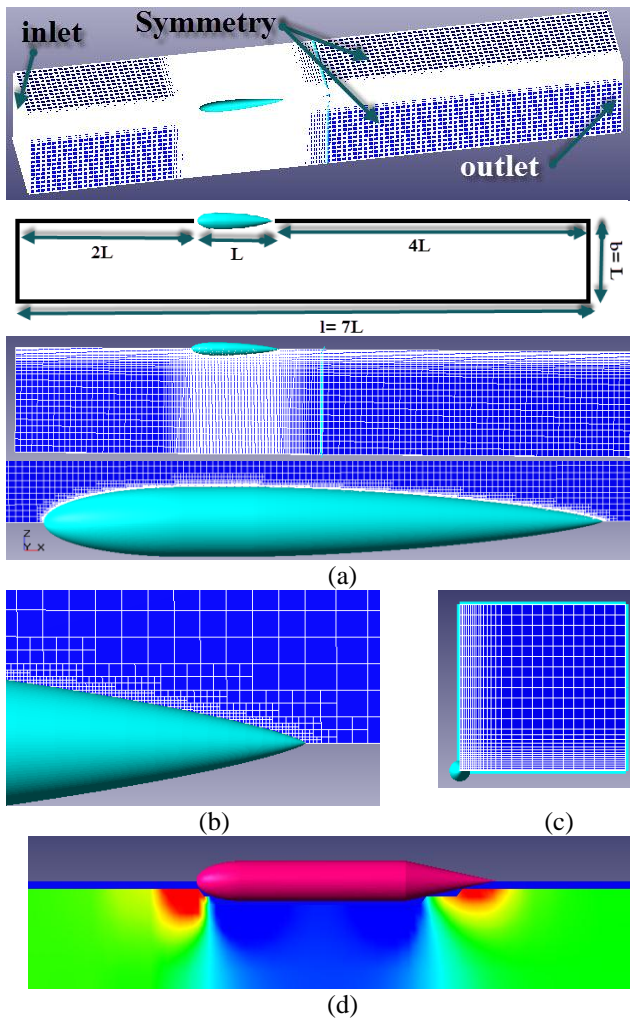 inlet
Symmetry
outlet
2L
L
4L
b= L
l= 7L
Z
Y X
(a)
(b)
(c)
(d)